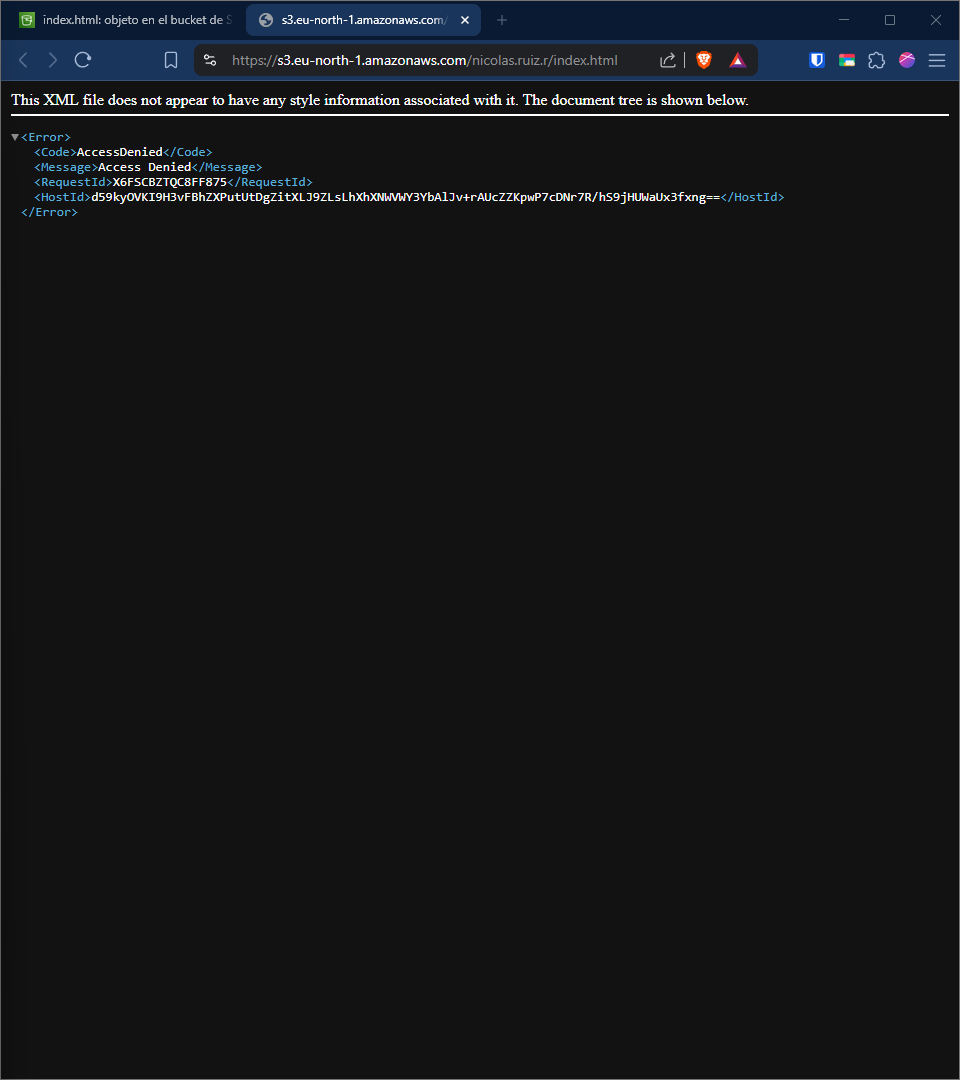 index.html: objeto en el bucket de S
s3.eu-north-1.amazonaws.com/
https://s3.eu-north-1.amazonaws.com/nicolas.ruiz.r/index.html
This XML file does not appear to have any style information associated with it. The document tree is shown below.
<Error>
<Code>AccessDenied</Code>
<Message>Access Denied</Message>
<RequestId>X6FSCBZTQC8FF875</RequestId>
<HostId>d59kyOVKI9H3vFBhZXPutUtDgZitXLJ9ZLsLhXhXNWVWY3YbAlJv+rAUcZZKpwP7cDNr7R/hS9jHUWaUx3fxng==</HostId>
</Error>